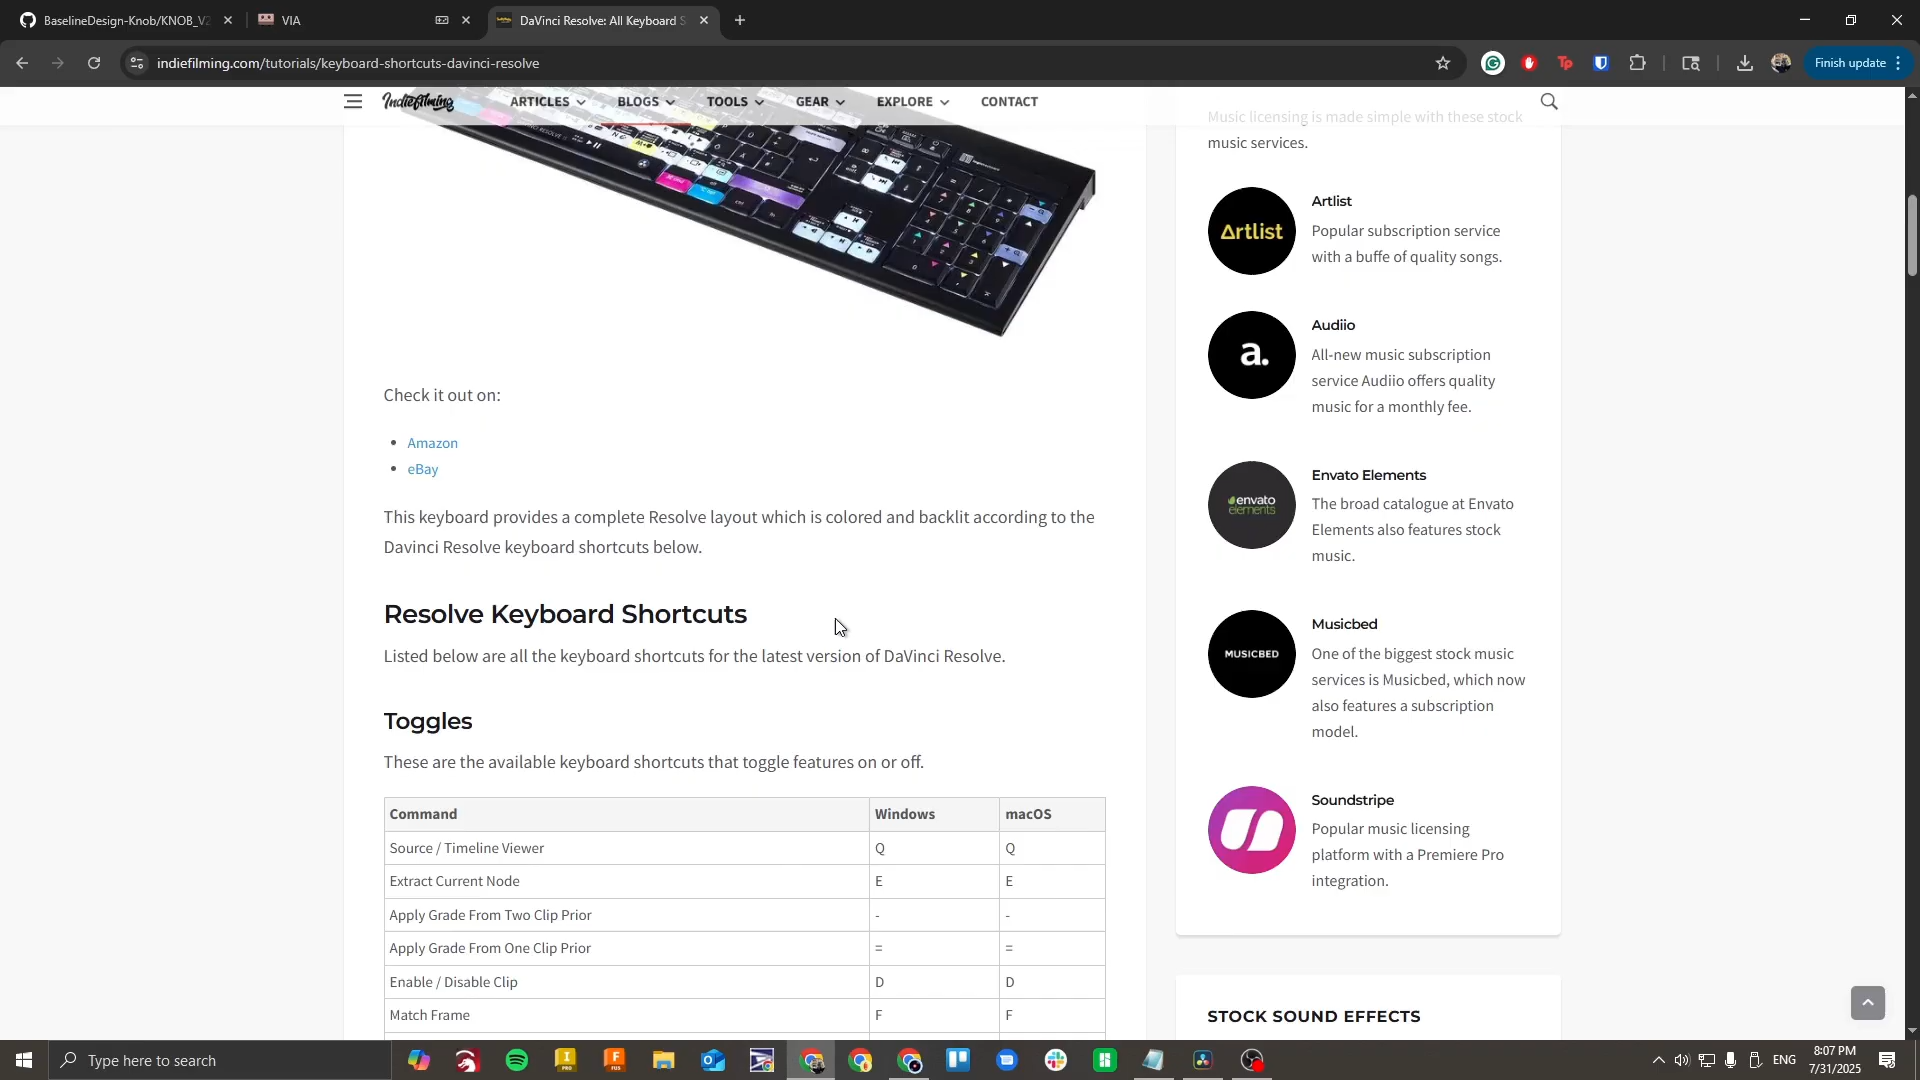 BaselineDesign-Knob/KNOB_V2
VIA
DaVinci Resolve: All Keyboard S
indiefilming.com/tutorials/keyboard-shortcuts-davinci-resolve
Finish update
Indiefilming
ARTICLES
BLOGS
TOOLS
GEAR
EXPLORE
CONTACT
Check it out on:
Amazon
eBay
This keyboard provides a complete Resolve layout which is colored and backlit according to the
Davinci Resolve keyboard shortcuts below.
Resolve Keyboard Shortcuts
Listed below are all the keyboard shortcuts for the latest version of DaVinci Resolve.
Toggles
These are the available keyboard shortcuts that toggle features on or off.
Command Windows macOS
Source / Timeline Viewer Q Q
Extract Current Node E E
Apply Grade From Two Clip Prior - -
Apply Grade From One Clip Prior = =
Enable / Disable Clip D D
Match Frame F F
Music licensing is made simple with these stock
music services.
Artlist
Artlist
Popular subscription service
with a buffe of quality songs.
a.
Audiio
All-new music subscription
service Audiio offers quality
music for a monthly fee.
envato
elements
Envato Elements
The broad catalogue at Envato
Elements also features stock
music.
MUSICBED
Musicbed
One of the biggest stock music
services is Musicbed, which now
also features a subscription
model.
Soundstripe
Popular music licensing
platform with a Premiere Pro
integration.
STOCK SOUND EFFECTS
Type here to search
ENG
8:07 PM
7/31/2025